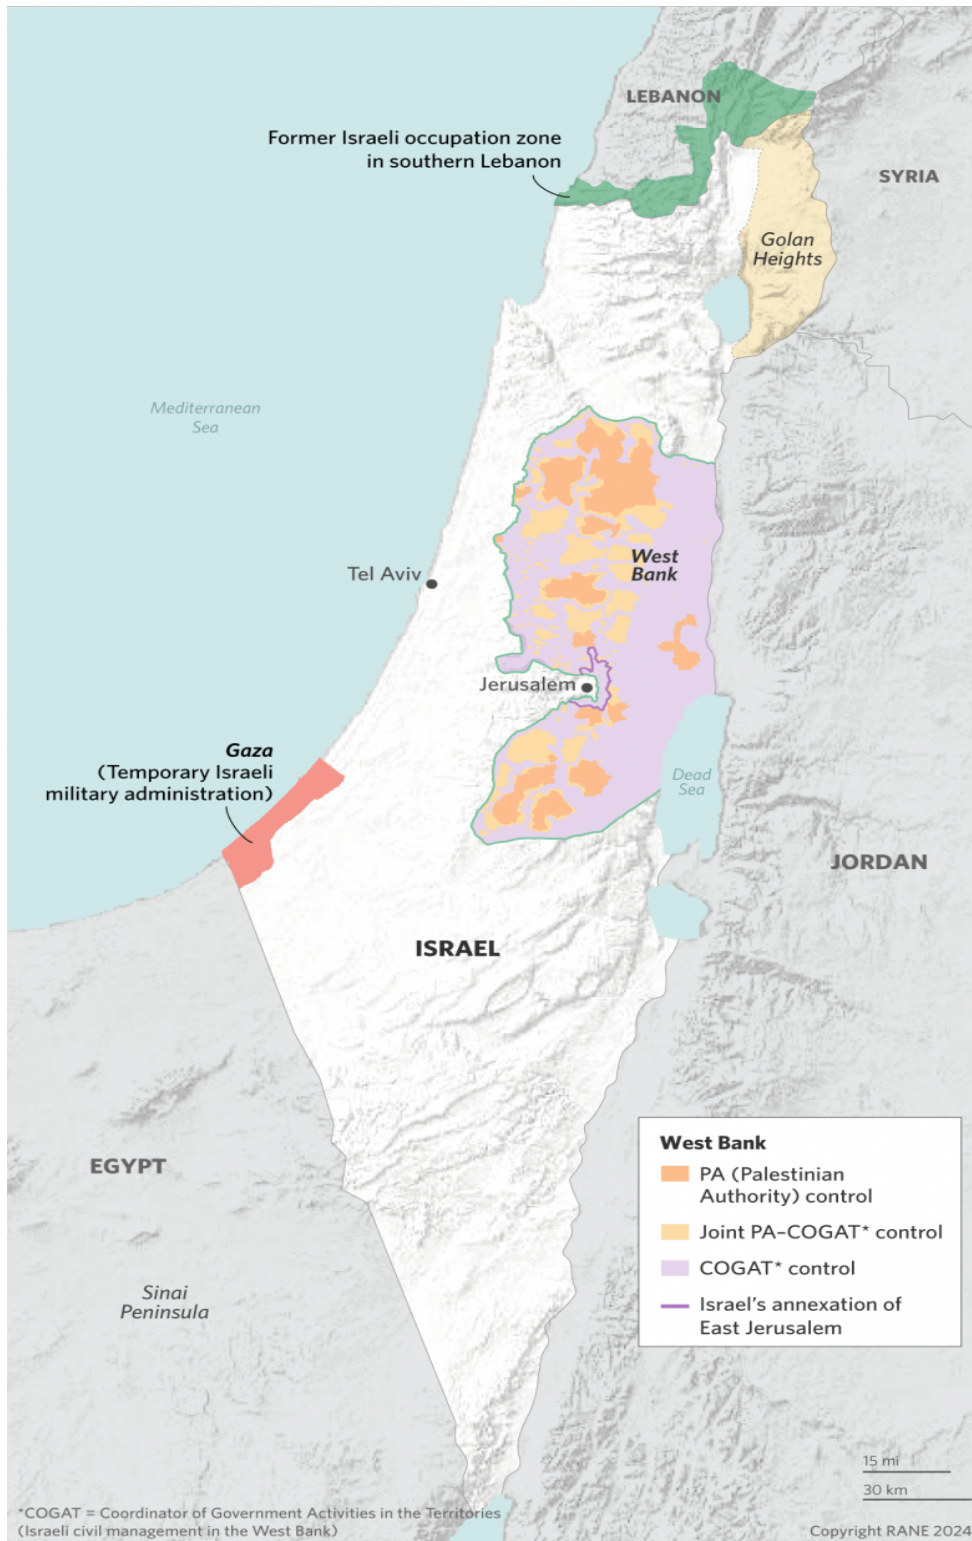 LEBANON
Former Israeli occupation zone
in southern Lebanon
SYRIA
Golan
Heights
Mediterranean
Sea
West
Bank
Tel Aviv
Jerusalem
Gaza
(Temporary Israeli
military administration)
Dead
Sea
JORDAN
ISRAEL
EGYPT
Sinai
Peninsula
West Bank
PA (Palestinian
Authority) control
Joint PA–COGAT* control
COGAT* control
Israel's annexation of
East Jerusalem
15 mi
30 km
*COGAT = Coordinator of Government Activities in the Territories
(Israeli civil management in the West Bank)
Copyright RANE 2024